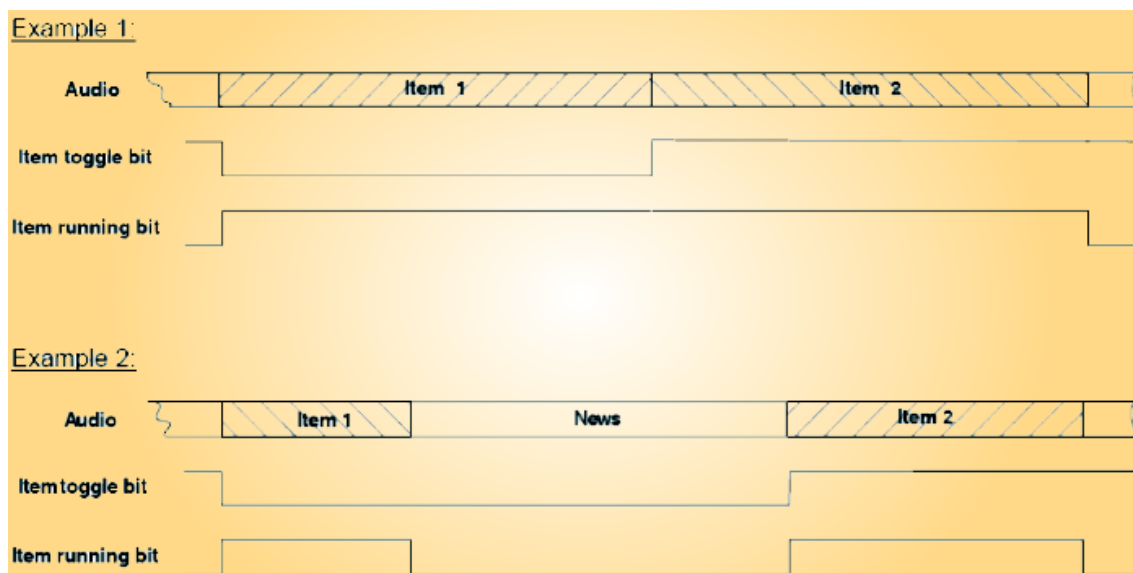 Example 1:
Audio Item 1 Item 2
Item toggle bit
Item running bit
Example 2:
Audio Item 1 News Item 2
Item toggle bit
Item running bit